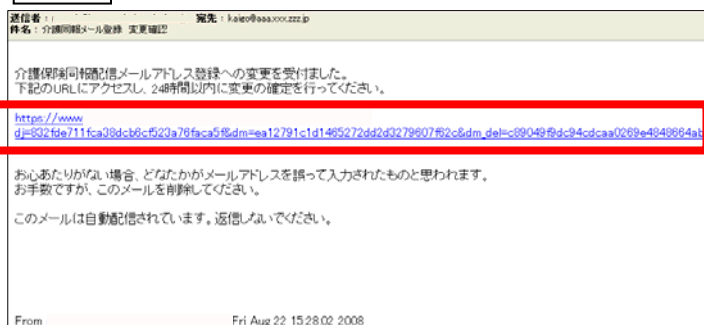 送信者： 宛先：kaigo@aaa.xxx.zzz.jp
件名：介護同報メール登録 変更確認
介護保険同報配信メールアドレス登録への変更を受付ました。
下記のURLにアクセスし、24時間以内に変更の確定を行ってください。
https://www
dj=832fde711fca38dcb6cf523a76faca5f&dm=ea12791c1d1465272dd2d3279607f62c&dm_del=c89049f9dc94cdcaa0269e4848664ab
お心あたりがない場合、どなたかがメールアドレスを誤って入力されたものと思われます。
お手数ですが、このメールを削除してください。
このメールは自動配信されています。返信しないでください。
From Fri Aug 22 15:28:02 2008